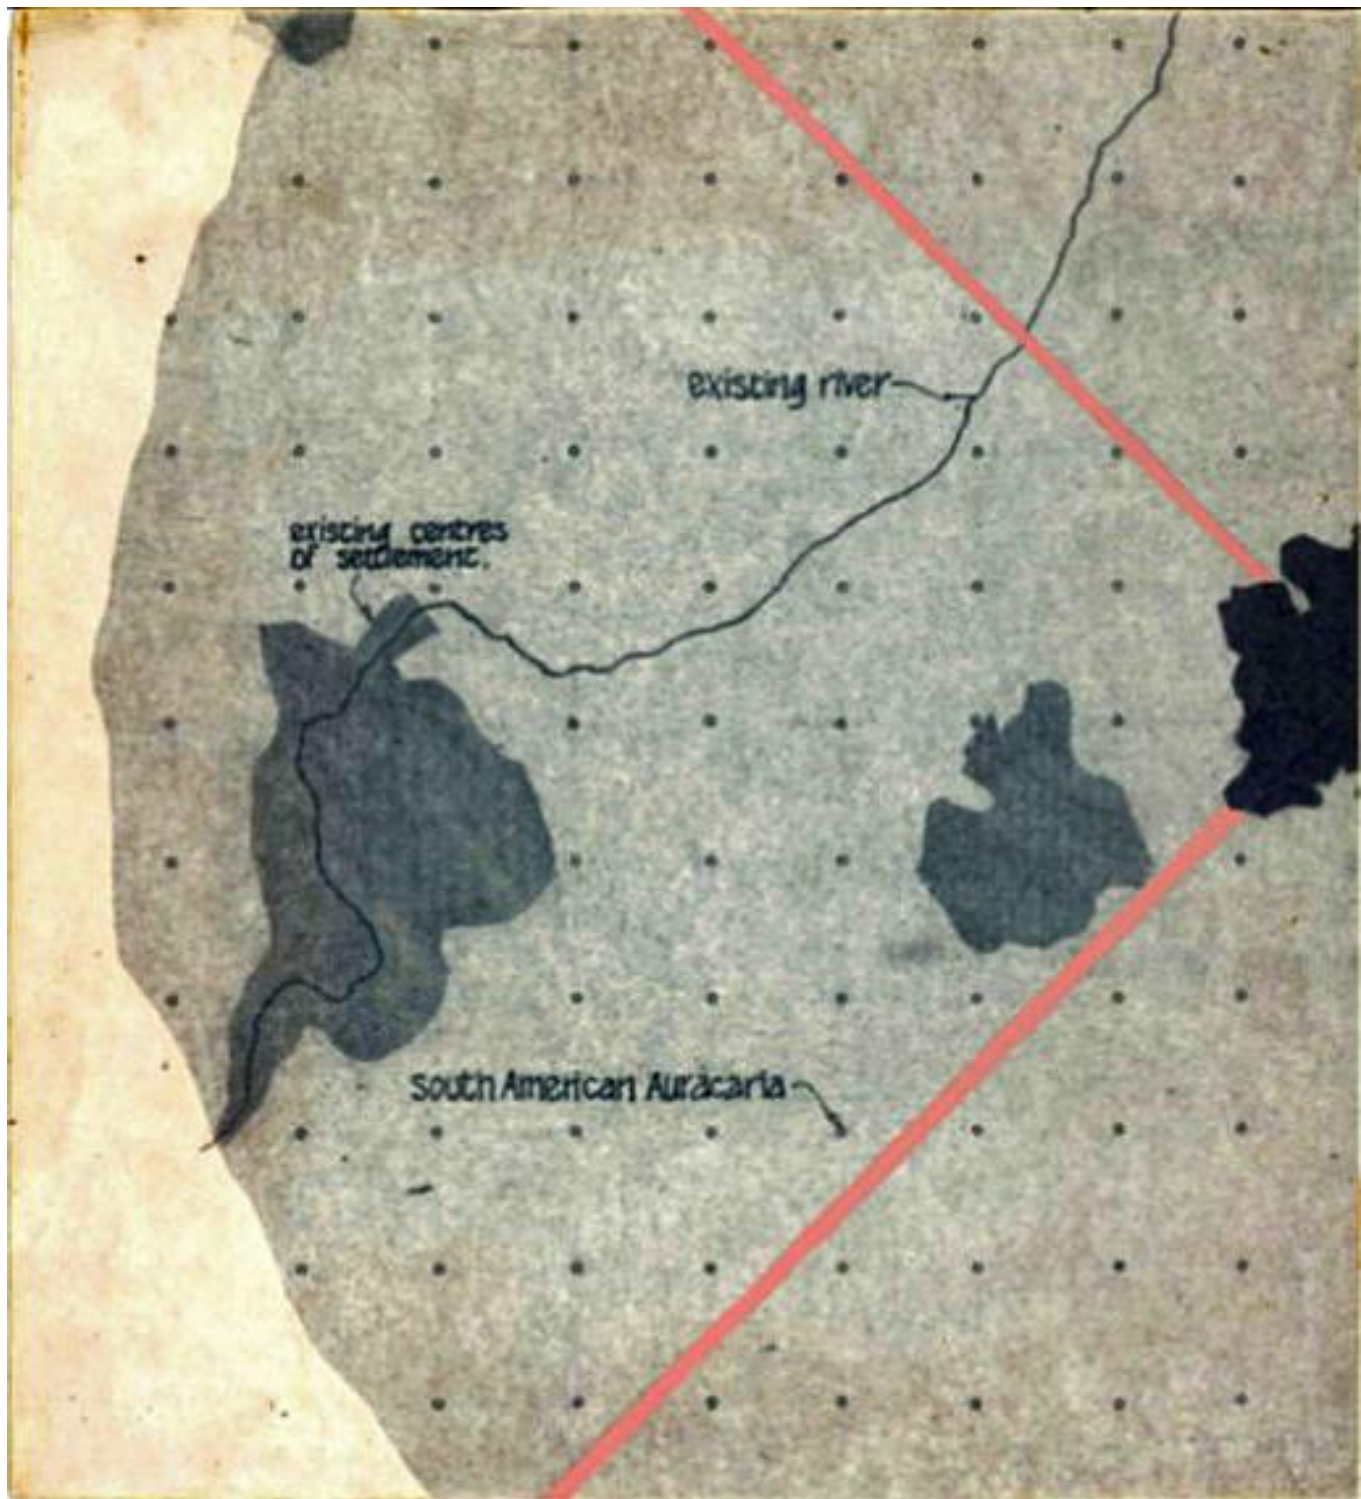 existing river
existing centres
of settlement.
South American Auracaria